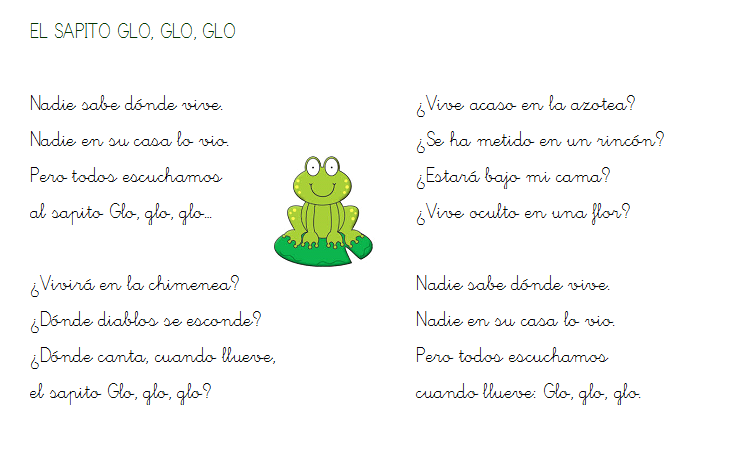 EL SAPITO GLO, GLO, GLO
Nadie sabe dónde vive.
Nadie en su casa lo vio.
Pero todos escuchamos
al sapito Glo, glo, glo...
¿Vivirá en la chimenea?
¿Dónde diablos se esconde?
¿Dónde canta, cuando llueve,
el sapito Glo, glo, glo?
¿Vive acaso en la azotea?
¿Se ha metido en un rincón?
¿Estará bajo mi cama?
¿Vive oculto en una flor?
Nadie sabe dónde vive.
Nadie en su casa lo vio.
Pero todos escuchamos
cuando llueve: Glo, glo, glo.